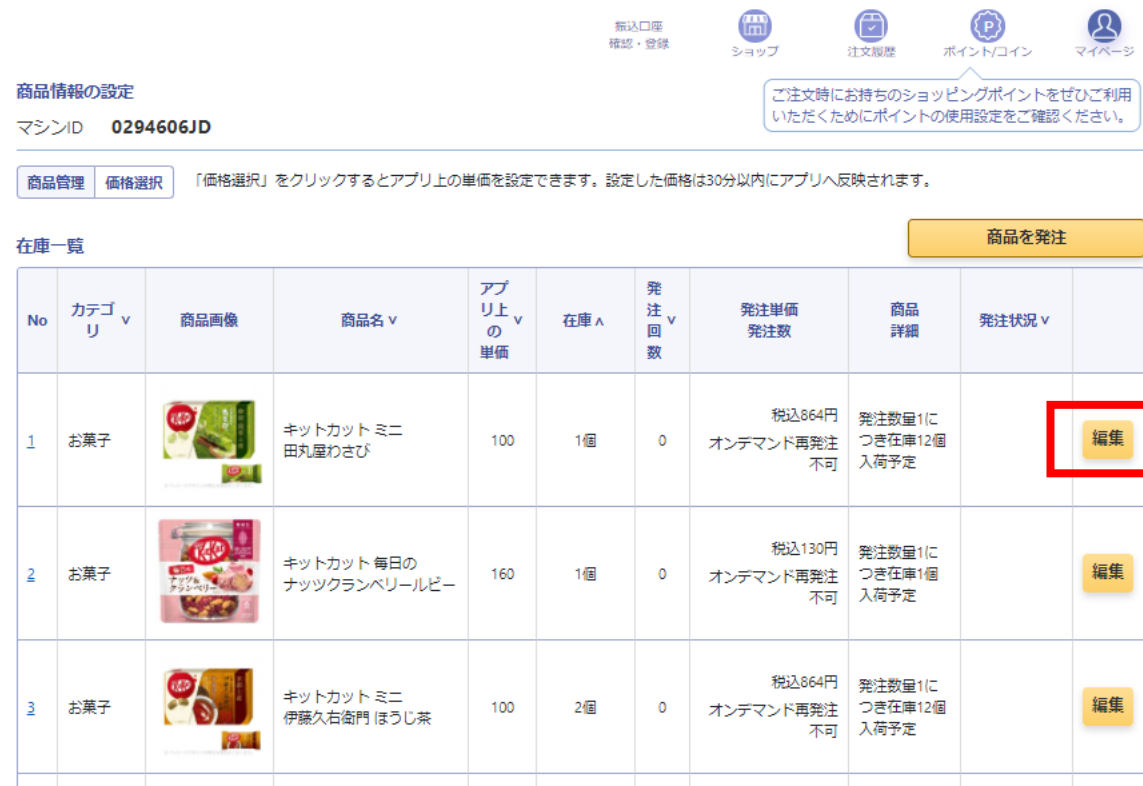 振込口座
確認・登録
ショップ
注文履歴
ポイント/コイン
マイページ
商品情報の設定
ご注文時にお持ちのショッピングポイントをぜひご利用
いただくためにポイントの使用設定をご確認ください。
マシンID 0294606JD
商品管理 価格選択 「価格選択」をクリックするとアプリ上の単価を設定できます。設定した価格は30分以内にアプリへ反映されます。
商品を発注
在庫一覧
No
カテゴ
リ ∨
商品画像
商品名 ∨
アプ
リ上
の
単価 ∨
在庫 ∧
発
注
回
数 ∨
発注単価
発注数
商品
詳細
発注状況 ∨
1
お菓子
KitKat
キットカット ミニ
田丸屋わさび
100
1個
0
税込864円
オンデマンド再発注
不可
発注数量1に
つき在庫12個
入荷予定
編集
2
お菓子
KitKat
毎日の
ナッツ&
クランベリー
キットカット 毎日の
ナッツクランベリールビー
160
1個
0
税込130円
オンデマンド再発注
不可
発注数量1に
つき在庫1個
入荷予定
編集
3
お菓子
KitKat
キットカット ミニ
伊藤久右衛門 ほうじ茶
100
2個
0
税込864円
オンデマンド再発注
不可
発注数量1に
つき在庫12個
入荷予定
編集